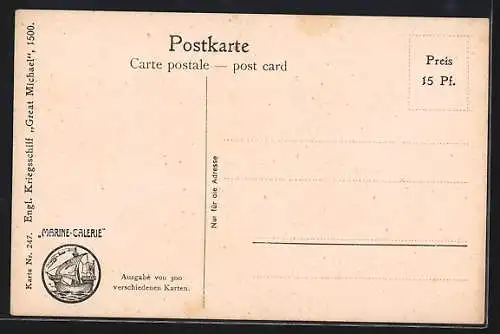 Postkarte
Carte postale — post card
Preis
15 Pf.
Karte Nr. 247. Engl. Kriegsschiff „Great Michael“, 1500.
Nur für die Adresse
„MARINE-GALERIE“
Ausgabe von 300
verschiedenen Karten.